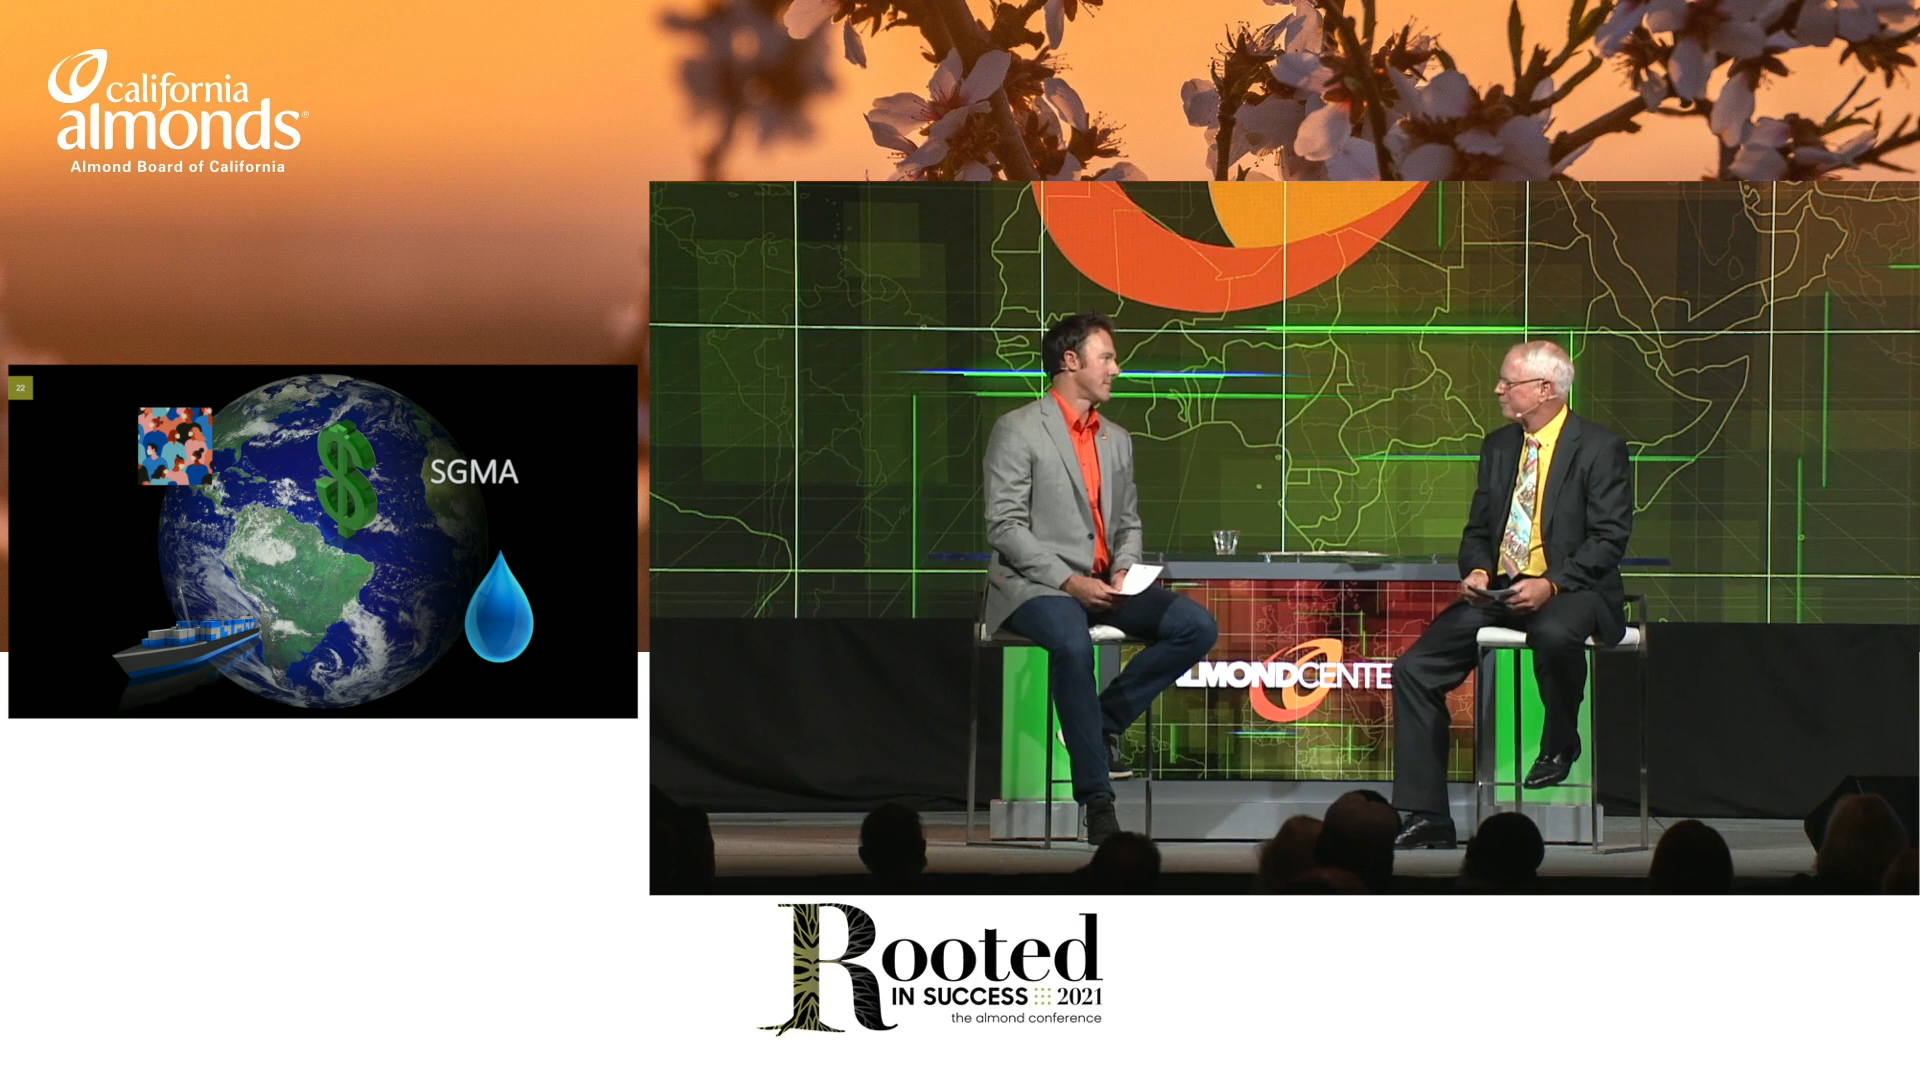 california
almonds®
Almond Board of California
22
SGMA
LMONDCENTE
Rooted
IN SUCCESS 2021
the almond conference